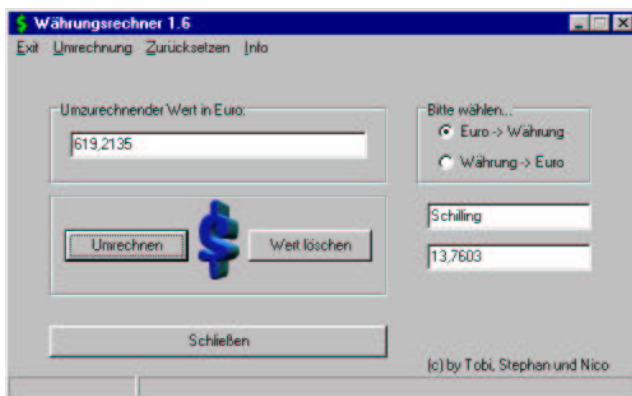 Währungsrechner 1.6
Exit Umrechnung Zurücksetzen Info
Umzurechnender Wert in Euro:
619,2135
Bitte wählen...
Euro -> Währung
Währung -> Euro
Umrechnen
Wert löschen
Schilling
13,7603
Schließen
(c) by Tobi, Stephan und Nico